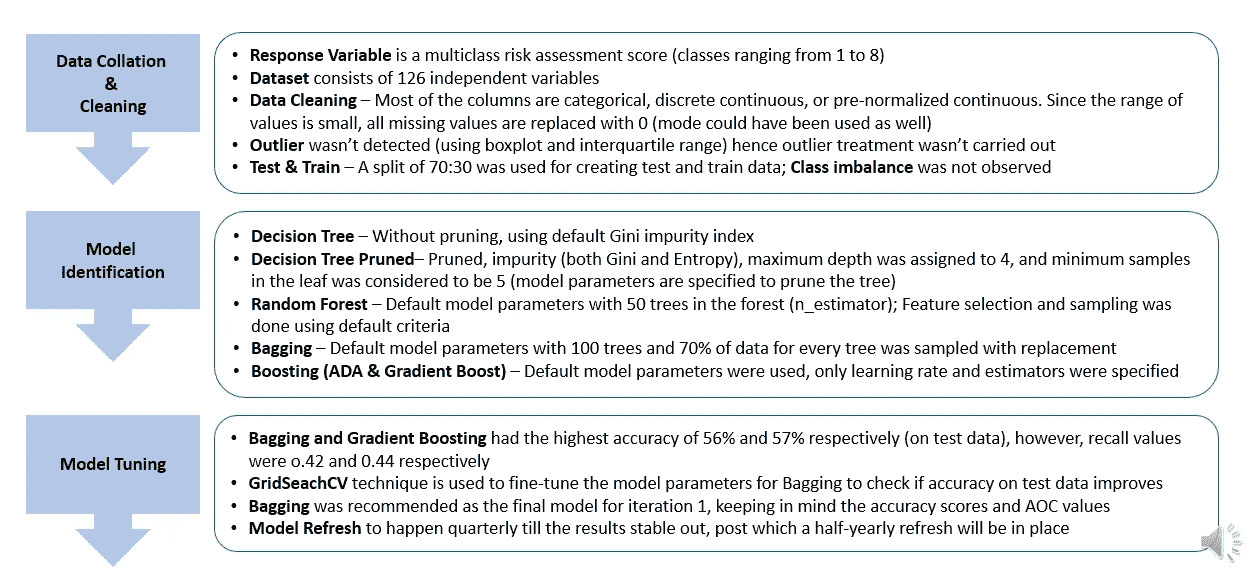 Data Collation
&
Cleaning
• Response Variable is a multiclass risk assessment score (classes ranging from 1 to 8)
• Dataset consists of 126 independent variables
• Data Cleaning – Most of the columns are categorical, discrete continuous, or pre-normalized continuous. Since the range of
values is small, all missing values are replaced with 0 (mode could have been used as well)
• Outlier wasn't detected (using boxplot and interquartile range) hence outlier treatment wasn't carried out
• Test & Train – A split of 70:30 was used for creating test and train data; Class imbalance was not observed
Model
Identification
• Decision Tree – Without pruning, using default Gini impurity index
• Decision Tree Pruned– Pruned, impurity (both Gini and Entropy), maximum depth was assigned to 4, and minimum samples
in the leaf was considered to be 5 (model parameters are specified to prune the tree)
• Random Forest – Default model parameters with 50 trees in the forest (n_estimator); Feature selection and sampling was
done using default criteria
• Bagging – Default model parameters with 100 trees and 70% of data for every tree was sampled with replacement
• Boosting (ADA & Gradient Boost) – Default model parameters were used, only learning rate and estimators were specified
Model Tuning
• Bagging and Gradient Boosting had the highest accuracy of 56% and 57% respectively (on test data), however, recall values
were o.42 and 0.44 respectively
• GridSeachCV technique is used to fine-tune the model parameters for Bagging to check if accuracy on test data improves
• Bagging was recommended as the final model for iteration 1, keeping in mind the accuracy scores and AOC values
• Model Refresh to happen quarterly till the results stable out, post which a half-yearly refresh will be in place